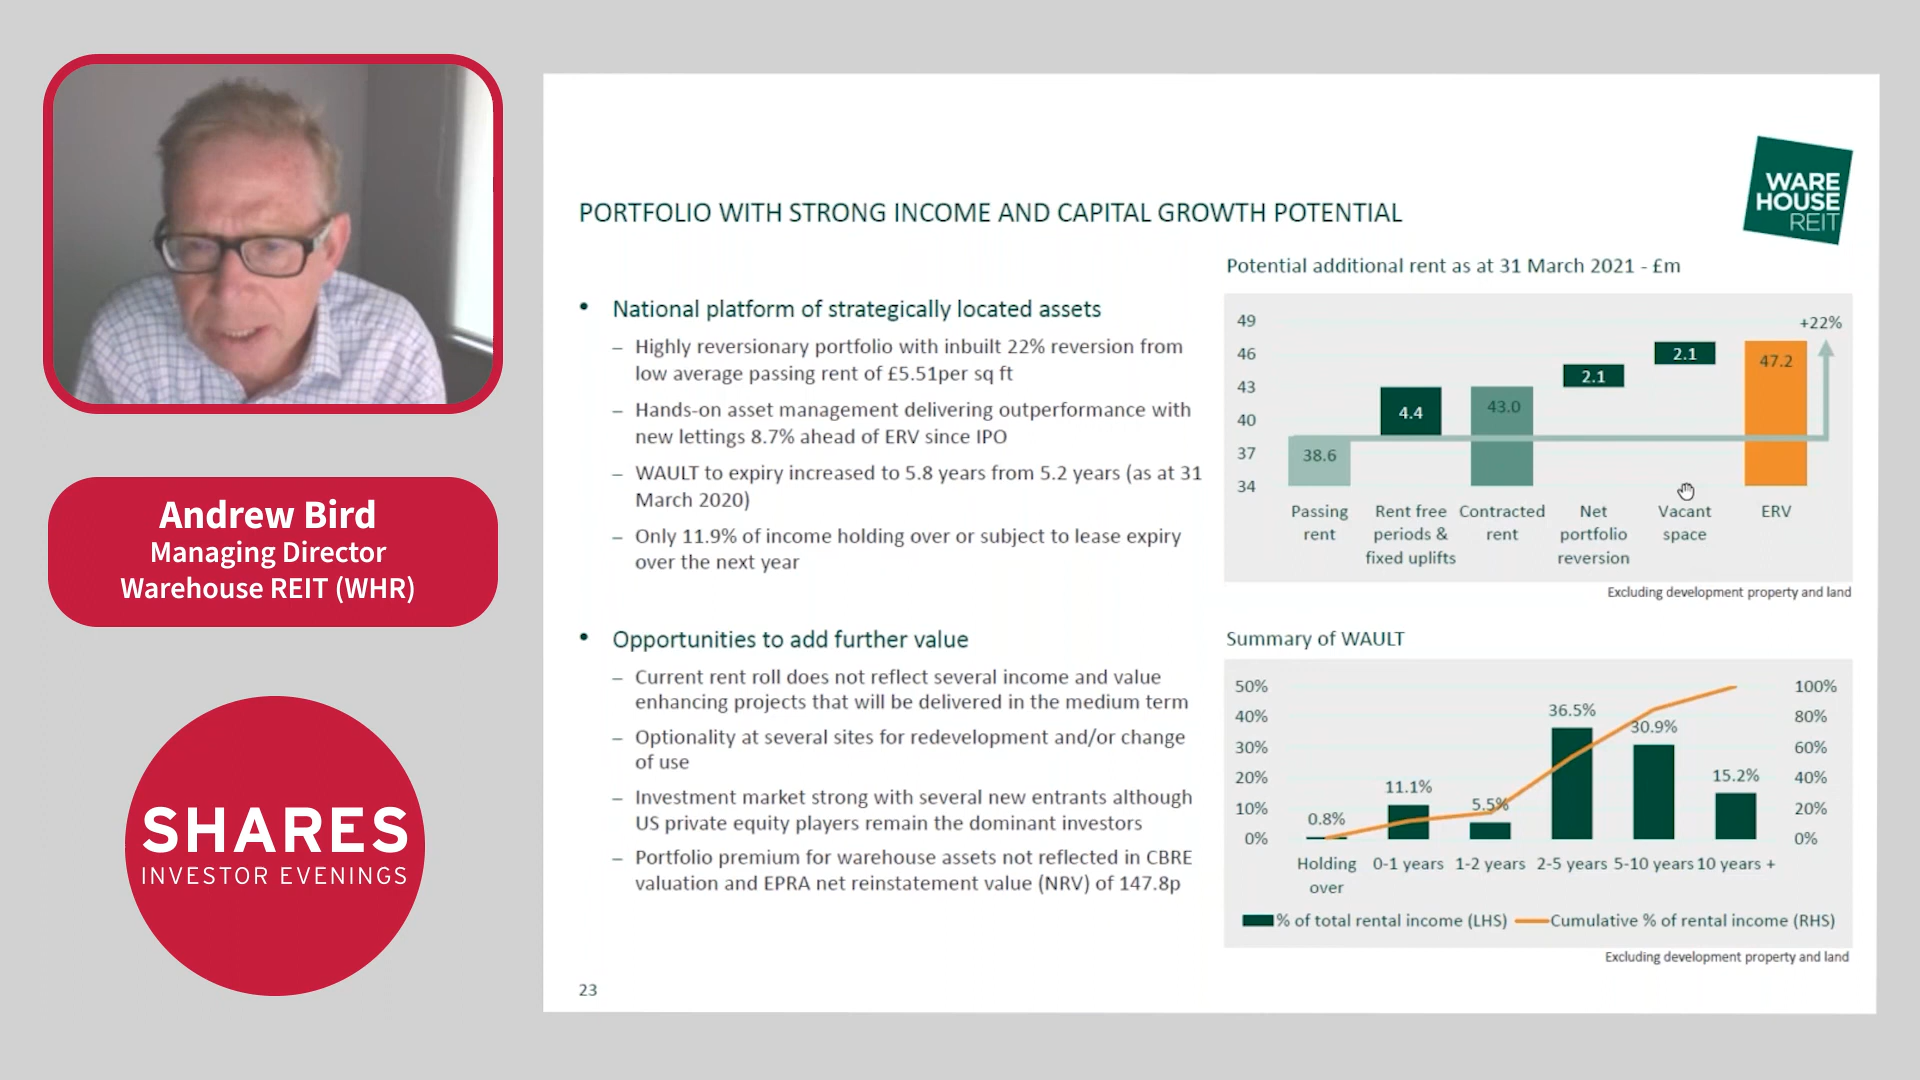 Andrew Bird
Managing Director
Warehouse REIT (WHR)
SHARES
INVESTOR EVENINGS
WARE
HOUSE
REIT
PORTFOLIO WITH STRONG INCOME AND CAPITAL GROWTH POTENTIAL
• National platform of strategically located assets
– Highly reversionary portfolio with inbuilt 22% reversion from
low average passing rent of £5.51per sq ft
– Hands-on asset management delivering outperformance with
new lettings 8.7% ahead of ERV since IPO
– WAULT to expiry increased to 5.8 years from 5.2 years (as at 31
March 2020)
– Only 11.9% of income holding over or subject to lease expiry
over the next year
• Opportunities to add further value
– Current rent roll does not reflect several income and value
enhancing projects that will be delivered in the medium term
– Optionality at several sites for redevelopment and/or change
of use
– Investment market strong with several new entrants although
US private equity players remain the dominant investors
– Portfolio premium for warehouse assets not reflected in CBRE
valuation and EPRA net reinstatement value (NRV) of 147.8p
23
Potential additional rent as at 31 March 2021 - £m
49
46
43
40
37
34
38.6
4.4
43.0
2.1
2.1
47.2
+22%
Passing
rent
Rent free
periods &
fixed uplifts
Contracted
rent
Net
portfolio
reversion
Vacant
space
ERV
Excluding development property and land
Summary of WAULT
50%
40%
30%
20%
10%
0%
0.8%
11.1%
5.5%
36.5%
30.9%
15.2%
100%
80%
60%
40%
20%
0%
Holding
over
0-1 years
1-2 years
2-5 years
5-10 years
10 years +
% of total rental income (LHS)
Cumulative % of rental income (RHS)
Excluding development property and land